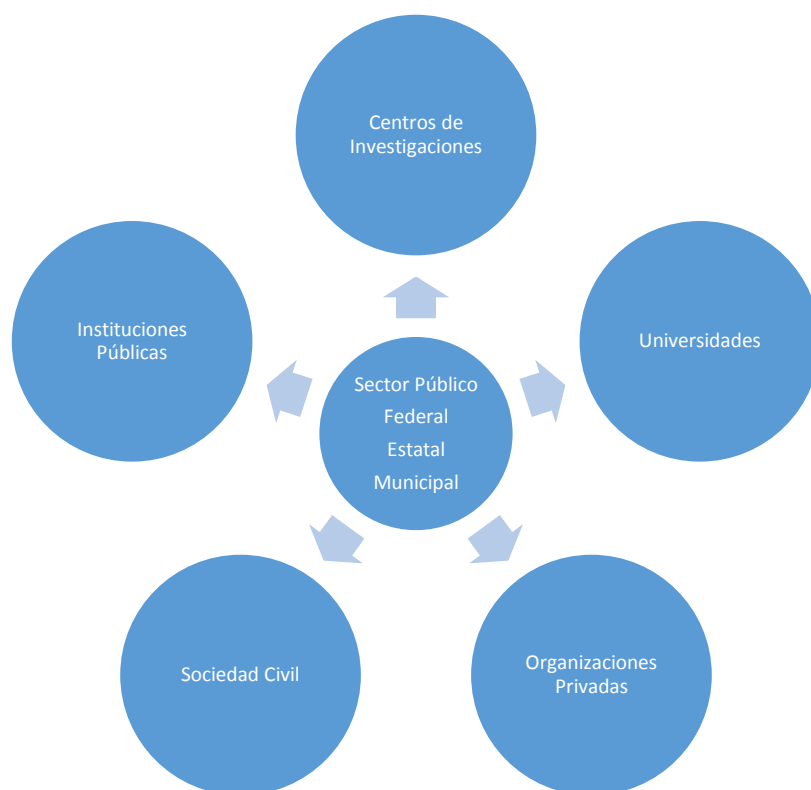 Centros de
Investigaciones
Instituciones
Públicas
Universidades
Sector Público
Federal
Estatal
Municipal
Sociedad Civil
Organizaciones
Privadas